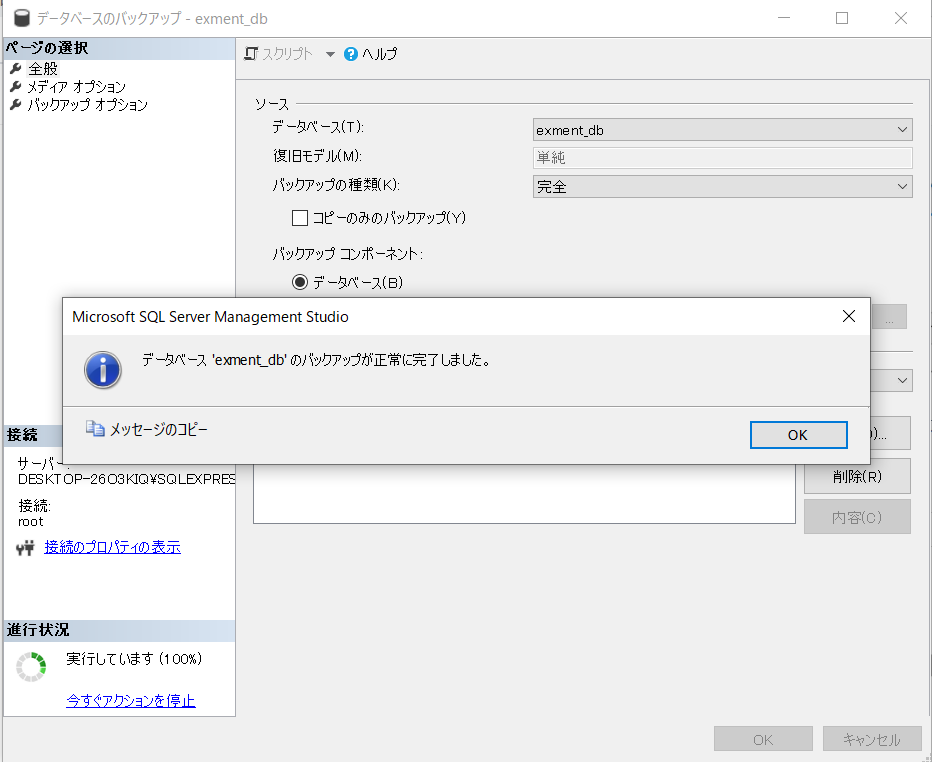 データベースのバックアップ - exment_db
ページの選択
全般
メディア オプション
バックアップ オプション
スクリプト
ヘルプ
ソース
データベース(T):
exment_db
復旧モデル(M):
単純
バックアップの種類(K):
完全
コピーのみのバックアップ(Y)
バックアップ コンポーネント:
データベース(B)
...
Microsoft SQL Server Management Studio
データベース 'exment_db' のバックアップが正常に完了しました。
メッセージのコピー
OK
)...
削除(R)
内容(C)
接続
サーバー:
DESKTOP-26O3KIQ¥SQLEXPRES
接続:
root
接続のプロパティの表示
進行状況
実行しています (100%)
今すぐアクションを停止
OK
キャンセル